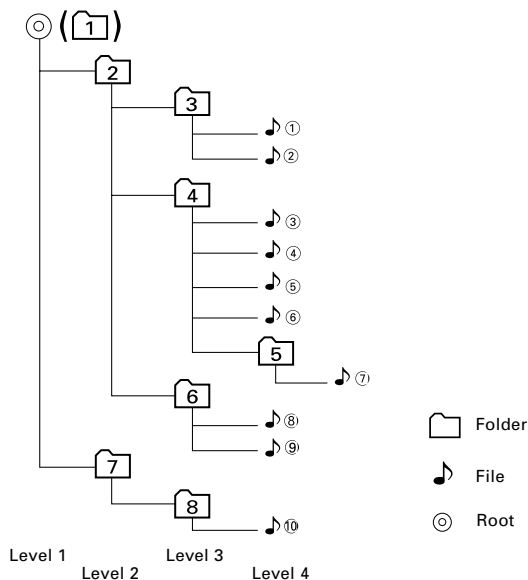 (1)
2
3
①
②
4
③
④
⑤
⑥
5
⑦
6
⑧
⑨
Folder
7
File
8
⑩
Root
Level 1
Level 2
Level 3
Level 4